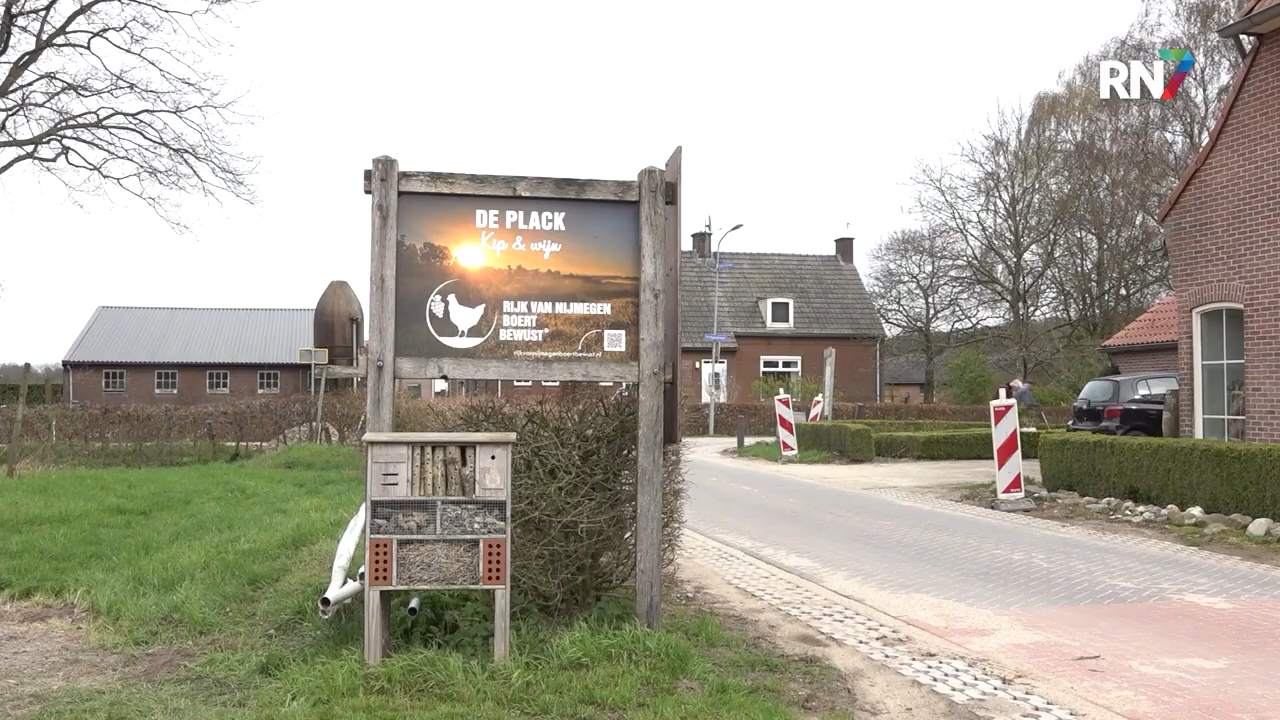 RN7
DE PLACK
Kip & wijn
RIJK VAN NIJMEGEN
BOERT
BEWUST
rijkvannijmegenboertbewust.nl